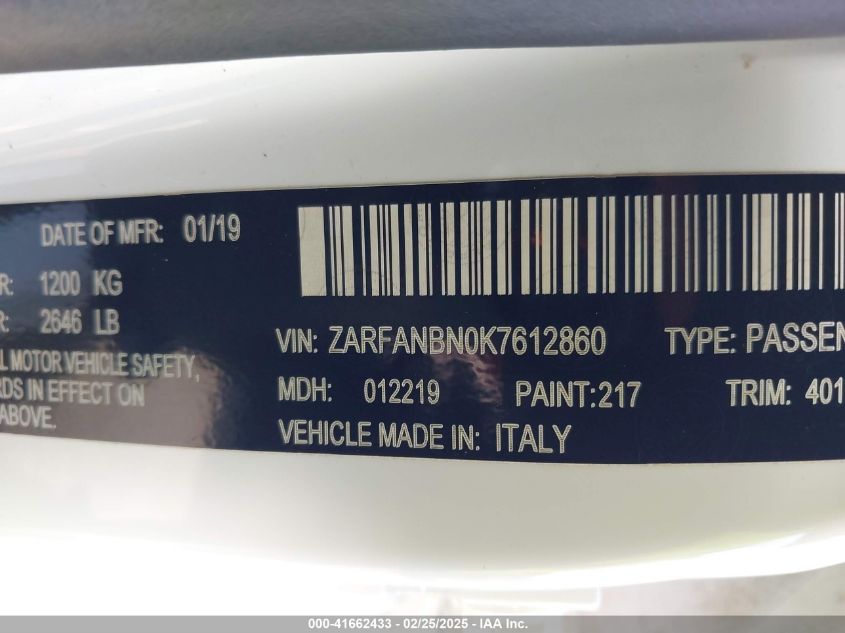 DATE OF MFR: 01/19
R: 1200 KG
R: 2646 LB
L MOTOR VEHICLE SAFETY,
RDS IN EFFECT ON
ABOVE.
VIN: ZARFANBN0K7612860 TYPE: PASSEN
MDH: 012219 PAINT:217 TRIM: 401
VEHICLE MADE IN: ITALY
000-41662433 - 02/25/2025 - IAA Inc.